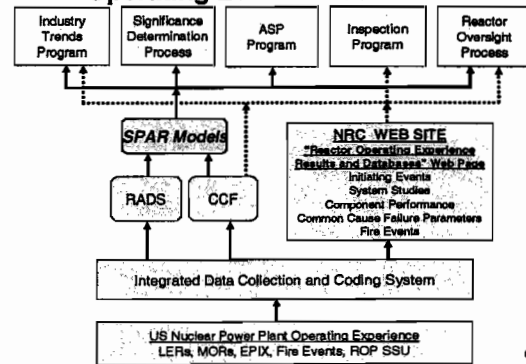 Industry
Trends
Program
Significance
Determination
Process
ASP
Program
Inspection
Program
Reactor
Oversight
Process
SPAR Models
RADS
CCF
NRC WEB SITE
"Reactor Operating Experience
Results and Databases" Web Page
Initiating Events
System Studies
Component Performance
Common Cause Failure Parameters
Fire Events
Integrated Data Collection and Coding System
US Nuclear Power Plant Operating Experience
LERs, MORs, EPIX, Fire Events, ROP SSU